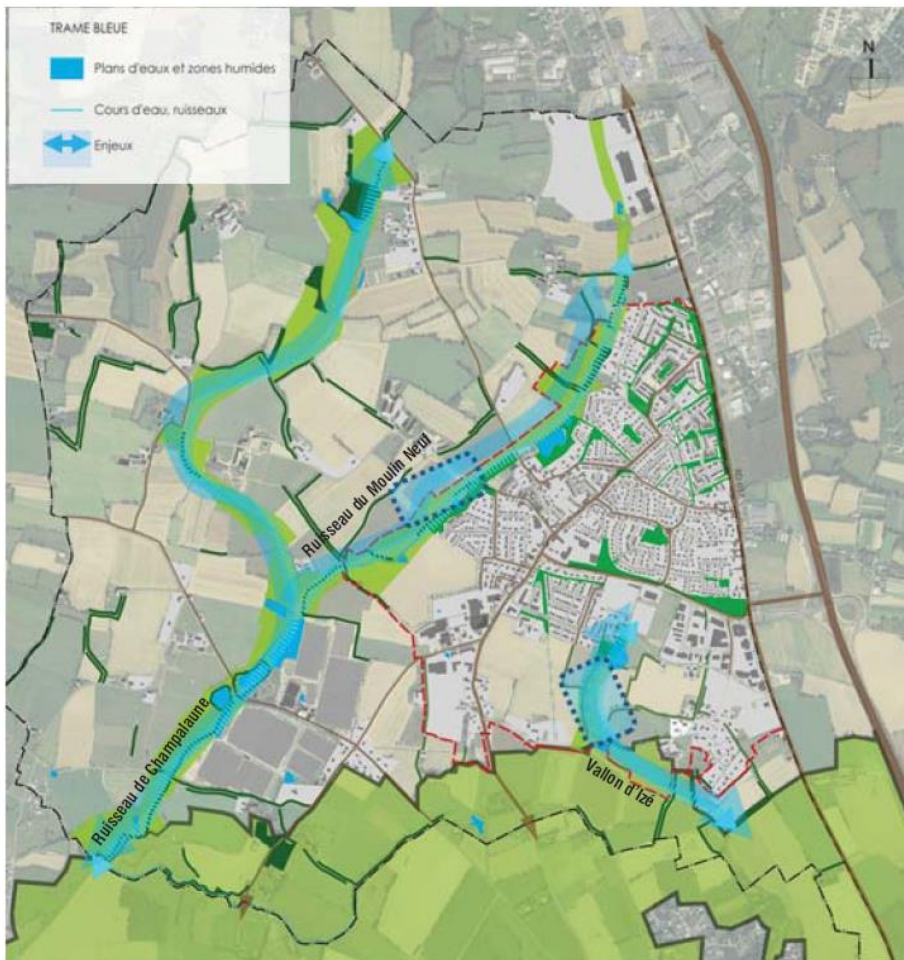 TRAME BLEUE
Plans d'eaux et zones humides
Cours d'eau, ruisseaux
Enjeux
N
Ruisseau du Moulin Neuf
Ruisseau de Champalaune
Vallon d'Izé